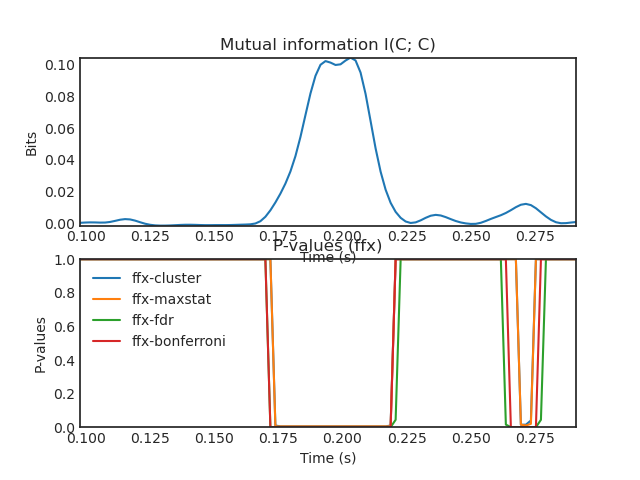 Mutual information I(C; C)
0.10
0.08
0.06
0.04
0.02
0.00
Bits
0.100 0.125 0.150 0.175 0.200 0.225 0.250 0.275
Time (s)
P-values (ffx)
1.0
0.8
0.6
0.4
0.2
0.0
P-values
ffx-cluster
ffx-maxstat
ffx-fdr
ffx-bonferroni
0.100 0.125 0.150 0.175 0.200 0.225 0.250 0.275
Time (s)